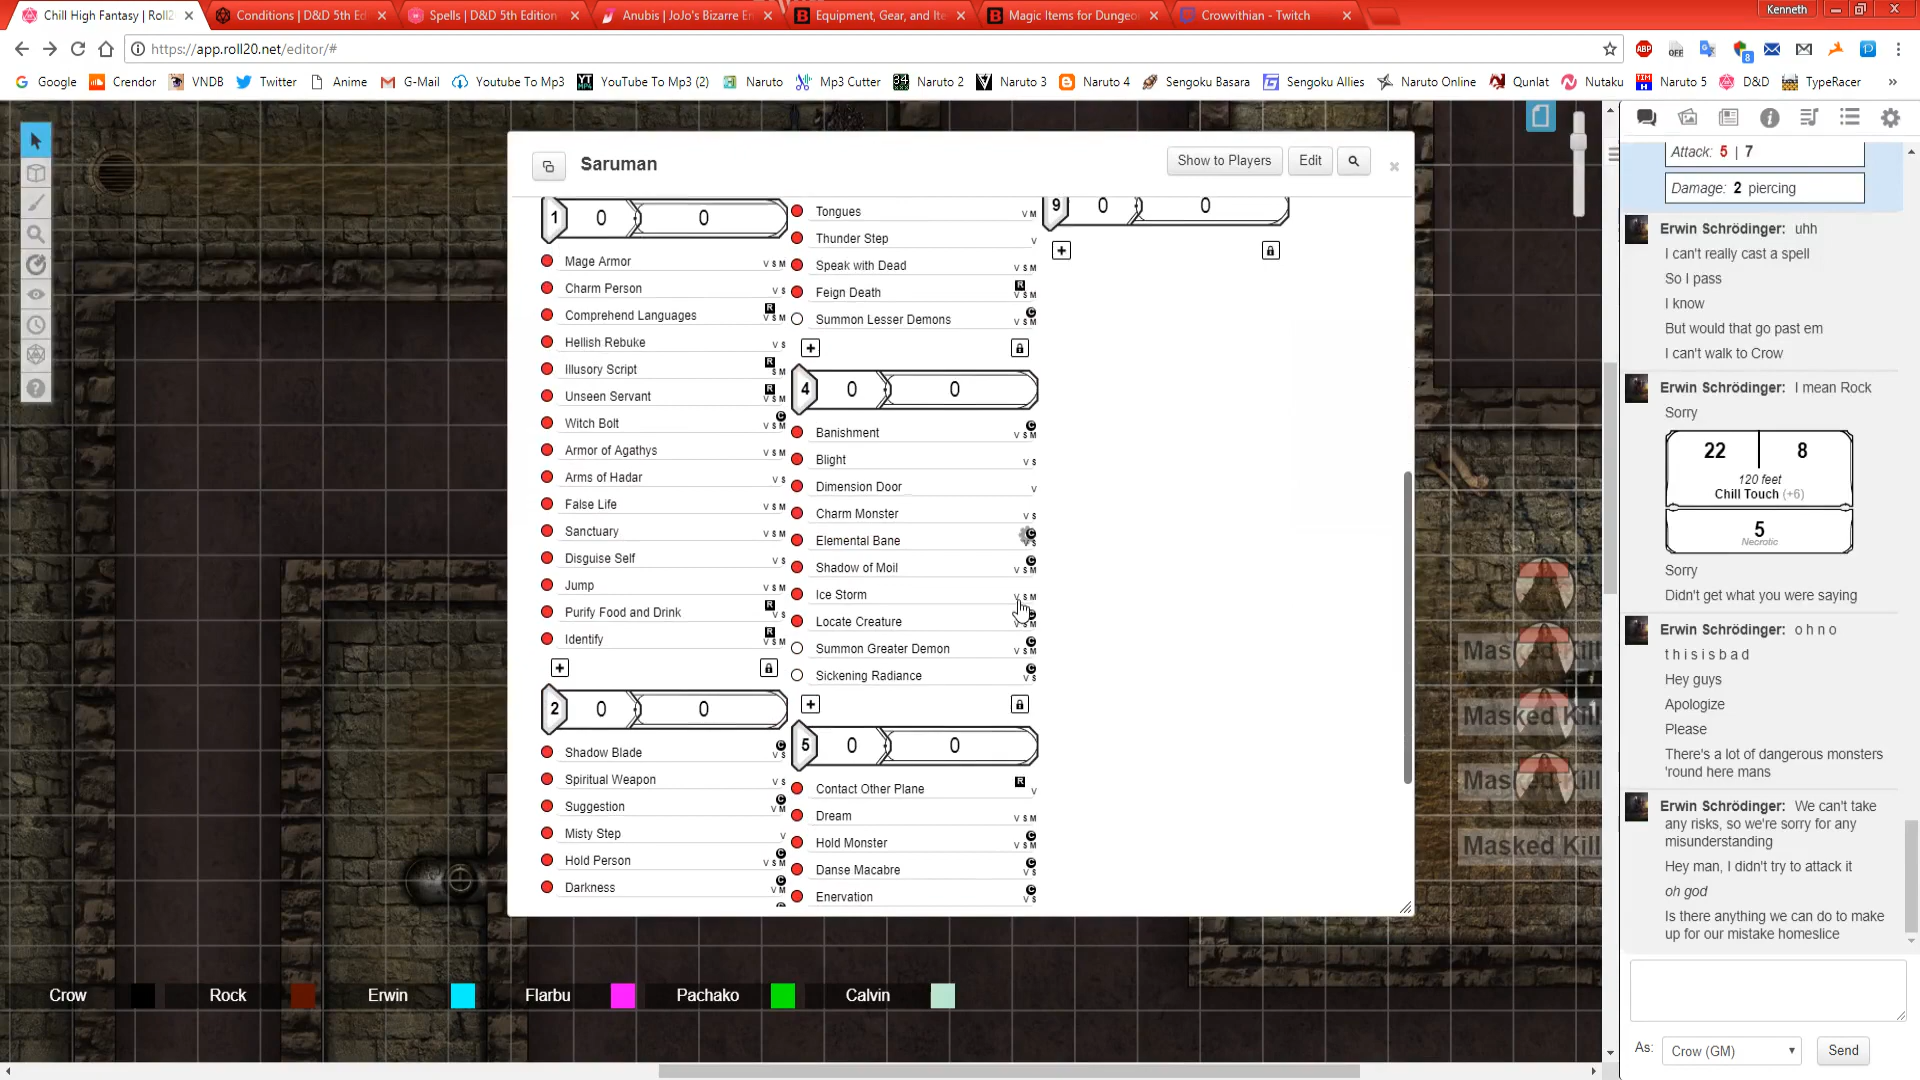 Chill High Fantasy | Roll2
Conditions | D&D 5th Ed
Spells | D&D 5th Edition
Anubis | JoJo's Bizarre E
Equipment, Gear, and Ite
Magic Items for Dungeo
Crowvithian - Twitch
Kenneth
https://app.roll20.net/editor/#
Google
Crendor
VNDB
Twitter
Anime
G-Mail
Youtube To Mp3
YouTube To Mp3 (2)
Naruto
Mp3 Cutter
Naruto 2
Naruto 3
Naruto 4
Sengoku Basara
Sengoku Allies
Naruto Online
Qunlat
Nutaku
Naruto 5
D&D
TypeRacer
»
Saruman
Show to Players
Edit
1 0 0
Mage Armor V S M
Charm Person V S
Comprehend Languages R V S M
Hellish Rebuke V S
Illusory Script R S M
Unseen Servant R V S M
Witch Bolt C V S M
Armor of Agathys V S M
Arms of Hadar V S
False Life V S M
Sanctuary V S M
Disguise Self V S
Jump V S M
Purify Food and Drink R V S
Identify R V S M
2 0 0
Shadow Blade C V S
Spiritual Weapon V S
Suggestion C V M
Misty Step V
Hold Person C V S M
Darkness C V M
Tongues V M
Thunder Step V
Speak with Dead V S M
Feign Death R V S M
Summon Lesser Demons C V S M
4 0 0
Banishment C V S M
Blight V S
Dimension Door V
Charm Monster V S
Elemental Bane C V S
Shadow of Moil C V S M
Ice Storm V S M
Locate Creature C V S M
Summon Greater Demon C V S M
Sickening Radiance C V S
5 0 0
Contact Other Plane R V
Dream V S M
Hold Monster C V S M
Danse Macabre C V S
Enervation C V S
9 0 0
Masked Kill
Masked Kill
Masked Kill
Masked Kill
Crow
Rock
Erwin
Flarbu
Pachako
Calvin
Attack: 5 | 7
Damage: 2 piercing
Erwin Schrödinger: uhh
I can't really cast a spell
So I pass
I know
But would that go past em
I can't walk to Crow
Erwin Schrödinger: I mean Rock
Sorry
22 8
120 feet
Chill Touch (+6)
5
Necrotic
Sorry
Didn't get what you were saying
Erwin Schrödinger: o h n o
t h i s i s b a d
Hey guys
Apologize
Please
There's a lot of dangerous monsters
'round here mans
Erwin Schrödinger: We can't take
any risks, so we're sorry for any
misunderstanding
Hey man, I didn't try to attack it
oh god
Is there anything we can do to make
up for our mistake homeslice
As: Crow (GM)
Send